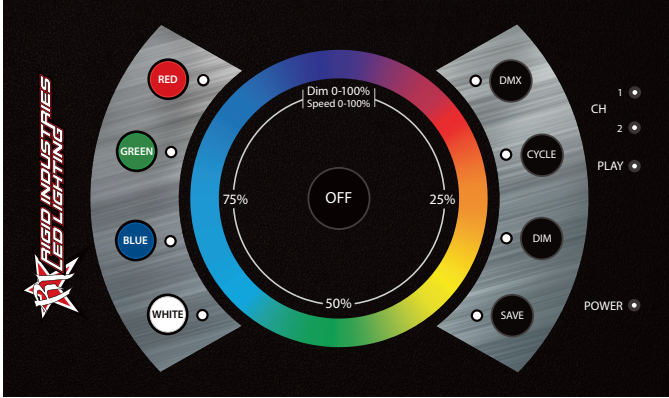 RIGID INDUSTRIES
LED LIGHTING
RED
GREEN
BLUE
WHITE
Dim 0-100%
Speed 0-100%
75%
OFF
25%
50%
DMX
CYCLE
DIM
SAVE
1
CH
2
PLAY
POWER